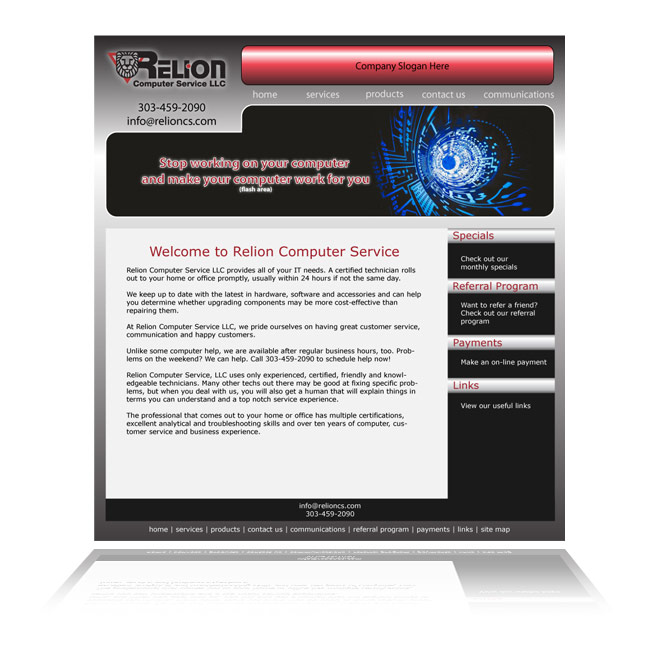 RELION
Computer Service LLC
303-459-2090
info@relioncs.com
Company Slogan Here
home services products contact us communications
Stop working on your computer
and make your computer work for you
(flash area)
Welcome to Relion Computer Service
Relion Computer Service LLC provides all of your IT needs. A certified technician rolls
out to your home or office promptly, usually within 24 hours if not the same day.
We keep up to date with the latest in hardware, software and accessories and can help
you determine whether upgrading components may be more cost-effective than
repairing them.
At Relion Computer Service LLC, we pride ourselves on having great customer service,
communication and happy customers.
Unlike some computer help, we are available after regular business hours, too. Prob-
lems on the weekend? We can help. Call 303-459-2090 to schedule help now!
Relion Computer Service, LLC uses only experienced, certified, friendly and knowl-
edgeable technicians. Many other techs out there may be good at fixing specific prob-
lems, but when you deal with us, you will also get a human that will explain things in
terms you can understand and a top notch service experience.
The professional that comes out to your home or office has multiple certifications,
excellent analytical and troubleshooting skills and over ten years of computer, cus-
tomer service and business experience.
Specials
Check out our
monthly specials
Referral Program
Want to refer a friend?
Check out our referral
program
Payments
Make an on-line payment
Links
View our useful links
info@relioncs.com
303-459-2090
home | services | products | contact us | communications | referral program | payments | links | site map